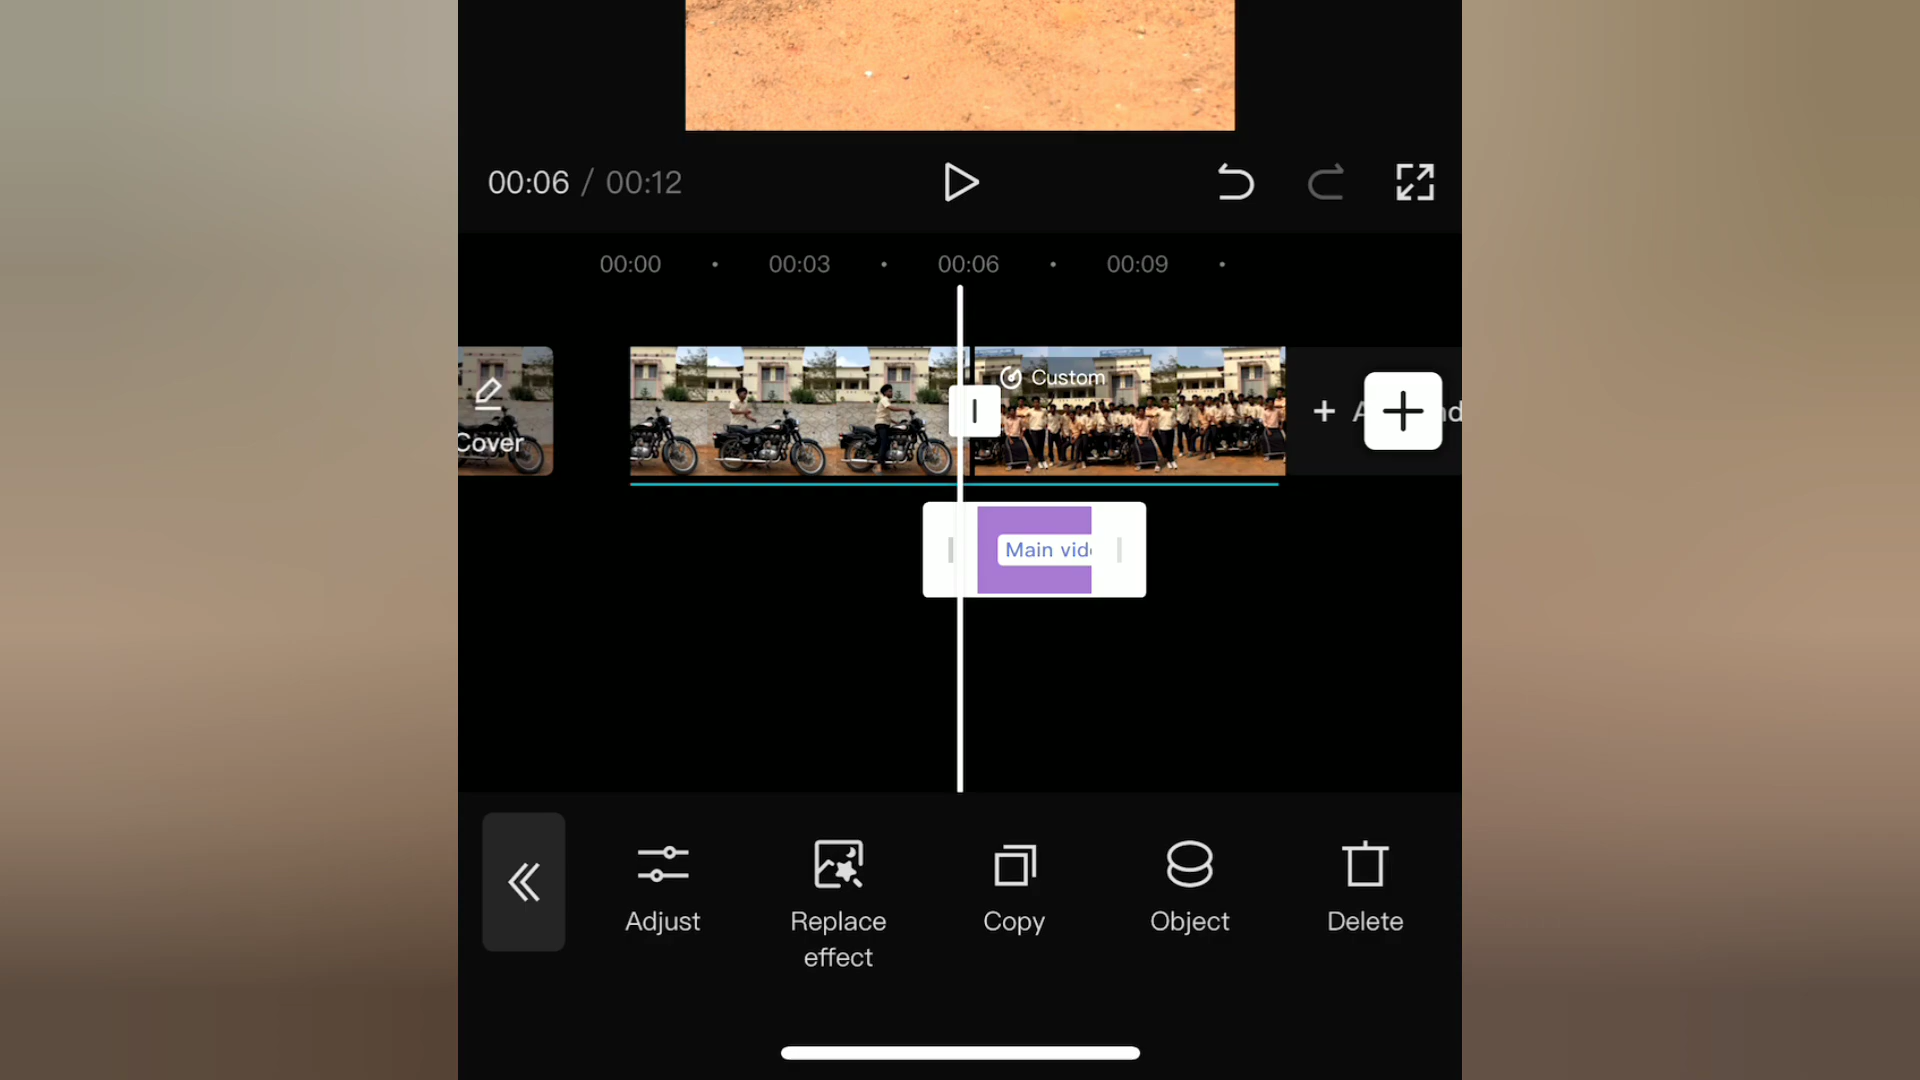 00:06 / 00:12
00:00 00:03 00:06 00:09
Custom
Cover
Main vid
Adjust
Replace
effect
Copy
Object
Delete